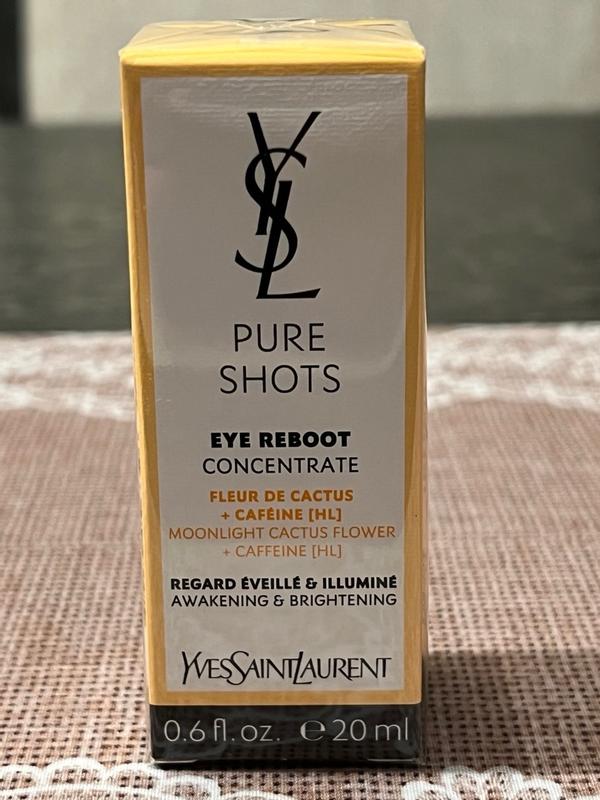 YSL
PURE
SHOTS
EYE REBOOT
CONCENTRATE
FLEUR DE CACTUS
+ CAFÉINE [HL]
MOONLIGHT CACTUS FLOWER
+ CAFFEINE [HL]
REGARD ÉVEILLÉ & ILLUMINÉ
AWAKENING & BRIGHTENING
YVESSAINTLAURENT
0.6 fl. oz. ℮ 20 ml